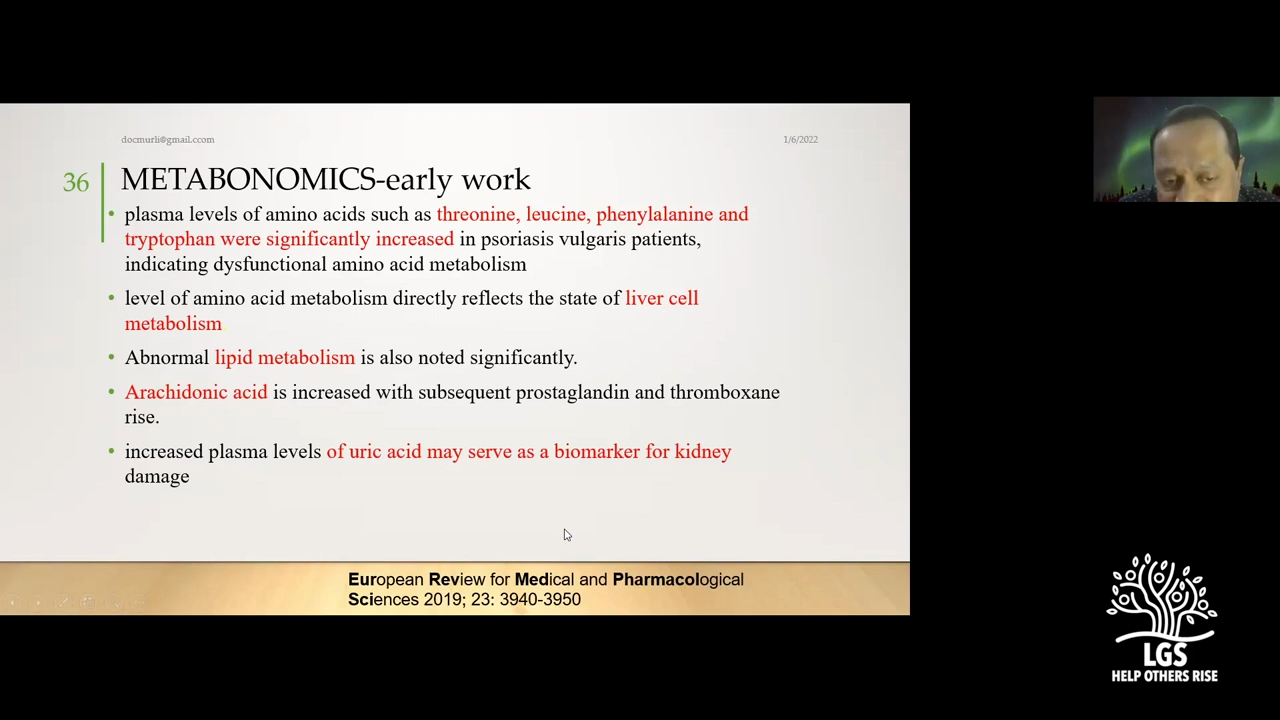 docmurli@gmail.ccom
1/6/2022
36
METABONOMICS-early work
• plasma levels of amino acids such as threonine, leucine, phenylalanine and
tryptophan were significantly increased in psoriasis vulgaris patients,
indicating dysfunctional amino acid metabolism
• level of amino acid metabolism directly reflects the state of liver cell
metabolism
• Abnormal lipid metabolism is also noted significantly.
• Arachidonic acid is increased with subsequent prostaglandin and thromboxane
rise.
• increased plasma levels of uric acid may serve as a biomarker for kidney
damage
European Review for Medical and Pharmacological
Sciences 2019; 23: 3940-3950
LGS
HELP OTHERS RISE